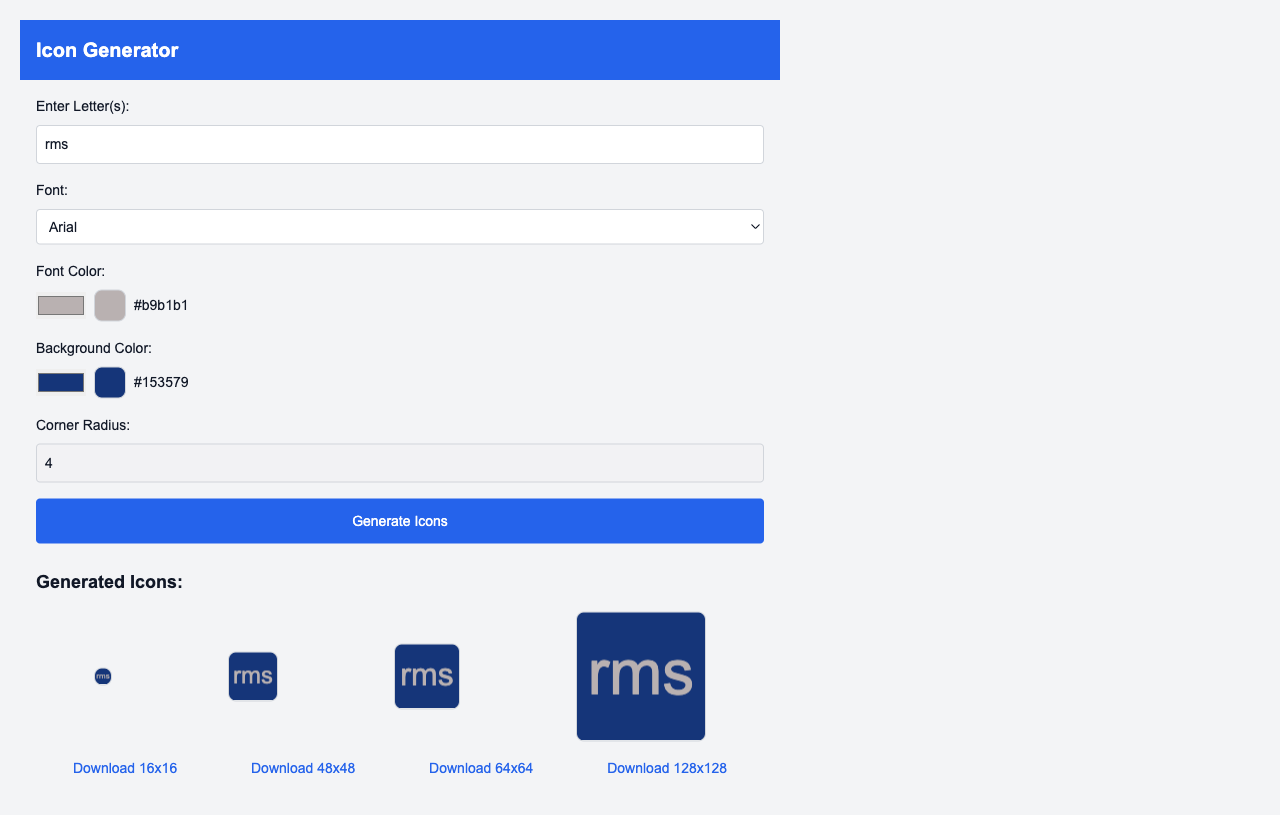 Icon Generator
Enter Letter(s):
rms
Font:
Arial
Font Color:
#b9b1b1
Background Color:
#153579
Corner Radius:
4
Generate Icons
Generated Icons:
rms rms rms rms
Download 16x16 Download 48x48 Download 64x64 Download 128x128